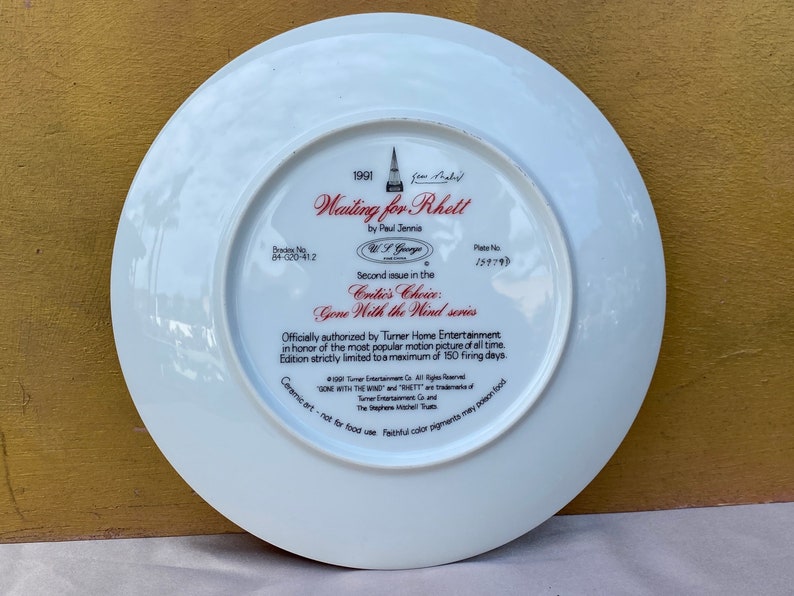 1991
Waiting for Rhett
by Paul Jennis
Bradex No.
84-G20-41.2
W. S. George
FINE CHINA
©
Plate No.
Second issue in the
Critic's Choice:
Gone With the Wind series
Officially authorized by Turner Home Entertainment
in honor of the most popular motion picture of all time.
Edition strictly limited to a maximum of 150 firing days.
©1991 Turner Entertainment Co. All Rights Reserved
"GONE WITH THE WIND" and "RHETT" are trademarks of
Turner Entertainment Co. and
The Stephens Mitchell Trusts.
Ceramic art - not for food use. Faithful color pigments may poison food.